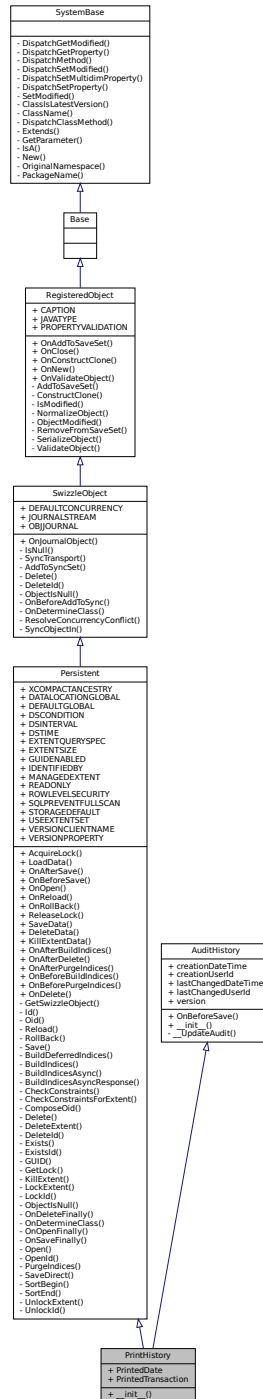 SystemBase
- DispatchGetModified()
- DispatchGetProperty()
- DispatchMethod()
- DispatchSetModified()
- DispatchSetMultidimProperty()
- DispatchSetProperty()
- SetModified()
- ClassIsLatestVersion()
- ClassName()
- DispatchClassMethod()
- Extends()
- GetParameter()
- IsA()
- New()
- OriginalNamespace()
- PackageName()
Base
RegisteredObject
+ CAPTION
+ JAVATYPE
+ PROPERTYVALIDATION
+ OnAddToSaveSet()
+ OnClose()
+ OnConstructClone()
+ OnNew()
+ OnValidateObject()
- AddToSaveSet()
- ConstructClone()
- IsModified()
- NormalizeObject()
- ObjectModified()
- RemoveFromSaveSet()
- SerializeObject()
- ValidateObject()
SwizzleObject
+ DEFAULTCONCURRENCY
+ JOURNALSTREAM
+ OBJJOURNAL
+ OnJournalObject()
- IsNull()
- SyncTransport()
- AddToSyncSet()
- Delete()
- DeleteId()
- ObjectIsNull()
- OnBeforeAddToSync()
- OnDetermineClass()
- ResolveConcurrencyConflict()
- SyncObjectIn()
Persistent
+ XCOMPACTANCESTRY
+ DATALOCATIONGLOBAL
+ DEFAULTGLOBAL
+ DSCONDITION
+ DSINTERVAL
+ DSTIME
+ EXTENTQUERYSPEC
+ EXTENTSIZE
+ GUIDENABLED
+ IDENTIFIEDBY
+ MANAGEDEXTENT
+ READONLY
+ ROWLEVELSECURITY
+ SQLPREVENTFULLSCAN
+ STORAGEDEFAULT
+ USEEXTENTSET
+ VERSIONCLIENTNAME
+ VERSIONPROPERTY
+ AcquireLock()
+ LoadData()
+ OnAfterSave()
+ OnBeforeSave()
+ OnOpen()
+ OnReload()
+ OnRollBack()
+ ReleaseLock()
+ SaveData()
+ DeleteData()
+ KillExtentData()
+ OnAfterBuildIndices()
+ OnAfterDelete()
+ OnAfterPurgeIndices()
+ OnBeforeBuildIndices()
+ OnBeforePurgeIndices()
+ OnDelete()
- GetSwizzleObject()
- Id()
- Oid()
- Reload()
- RollBack()
- Save()
- BuildDeferredIndices()
- BuildIndices()
- BuildIndicesAsync()
- BuildIndicesAsyncResponse()
- CheckConstraints()
- CheckConstraintsForExtent()
- ComposeOid()
- Delete()
- DeleteExtent()
- DeleteId()
- Exists()
- ExistsId()
- GUID()
- GetLock()
- KillExtent()
- LockExtent()
- LockId()
- ObjectIsNull()
- OnDeleteFinally()
- OnDetermineClass()
- OnOpenFinally()
- OnSaveFinally()
- Open()
- OpenId()
- PurgeIndices()
- SaveDirect()
- SortBegin()
- SortEnd()
- UnlockExtent()
- UnlockId()
AuditHistory
+ creationDateTime
+ creationUserId
+ lastChangedDateTime
+ lastChangedUserId
+ version
+ OnBeforeSave()
+ __init__()
- __UpdateAudit()
PrintHistory
+ PrintedDate
+ PrintedTransaction
+ __init__()